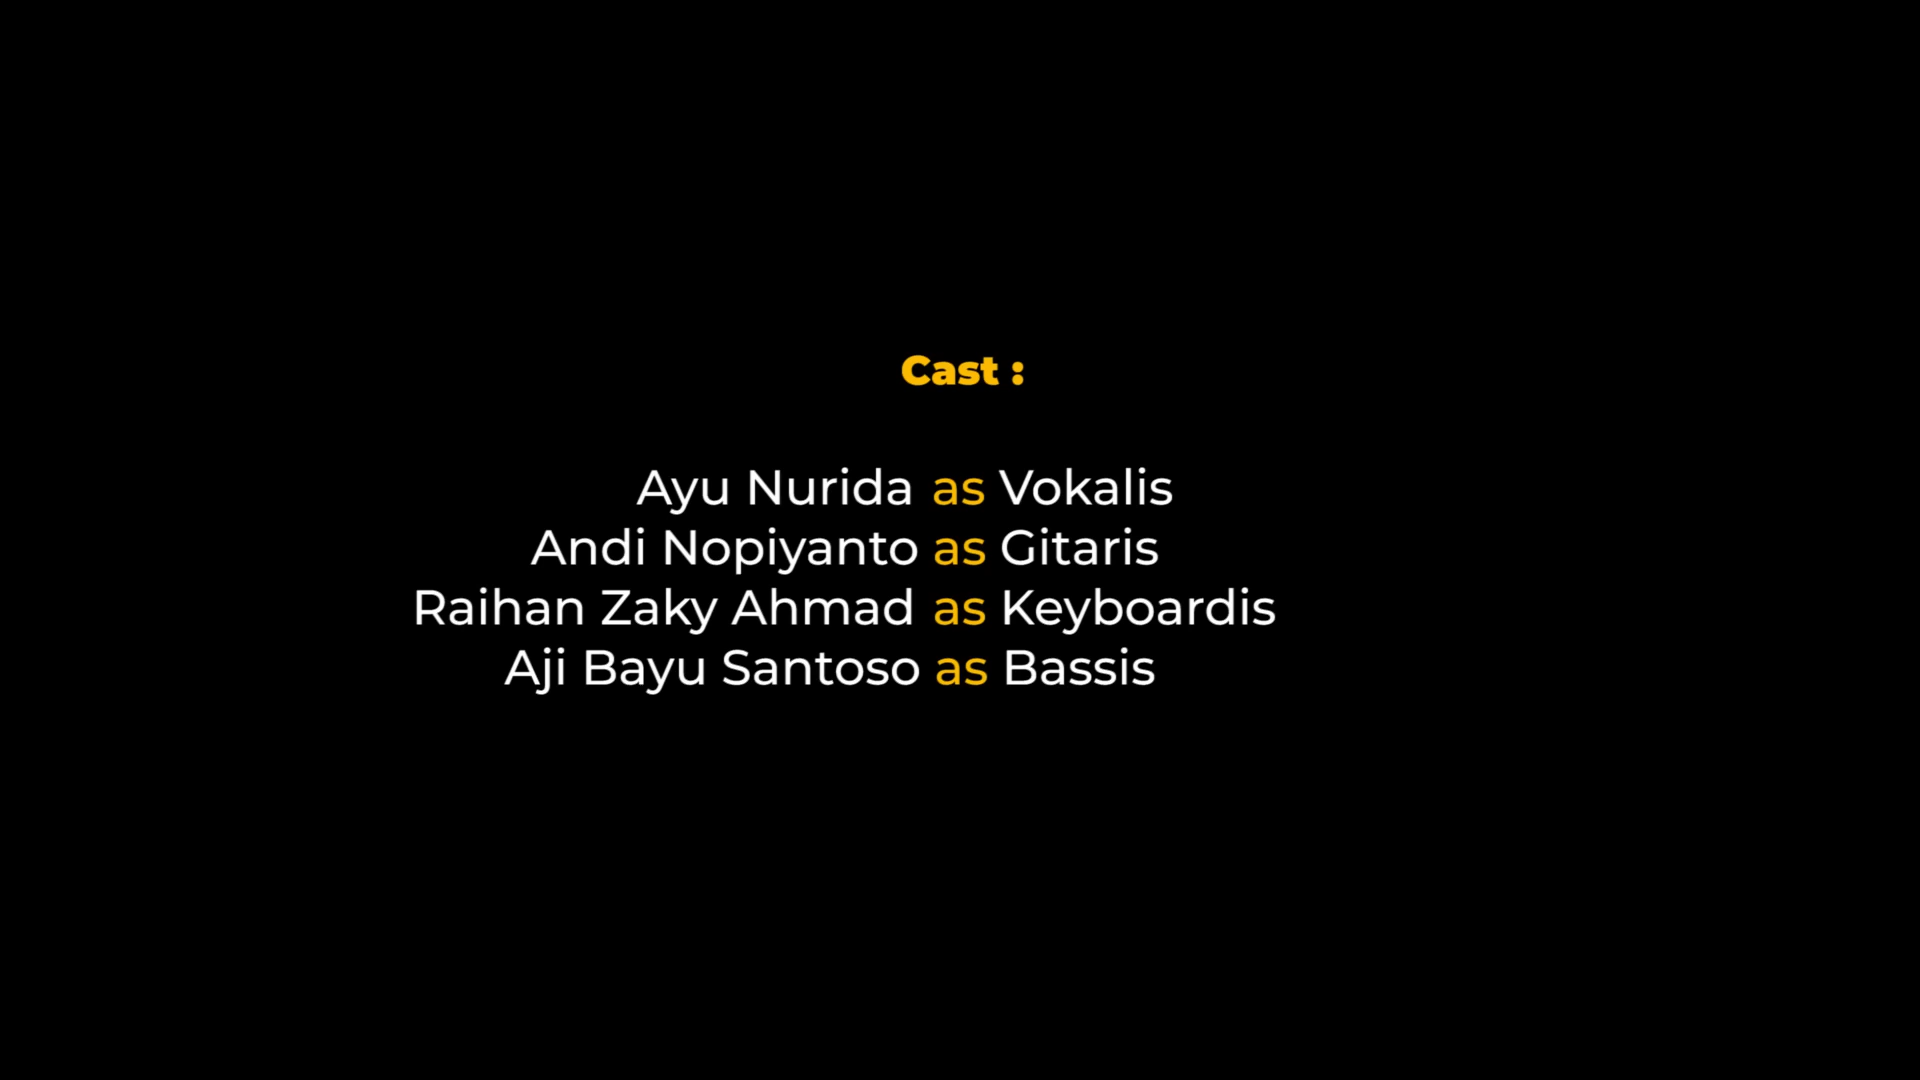 Cast :
Ayu Nurida as Vokalis
Andi Nopiyanto as Gitaris
Raihan Zaky Ahmad as Keyboardis
Aji Bayu Santoso as Bassis